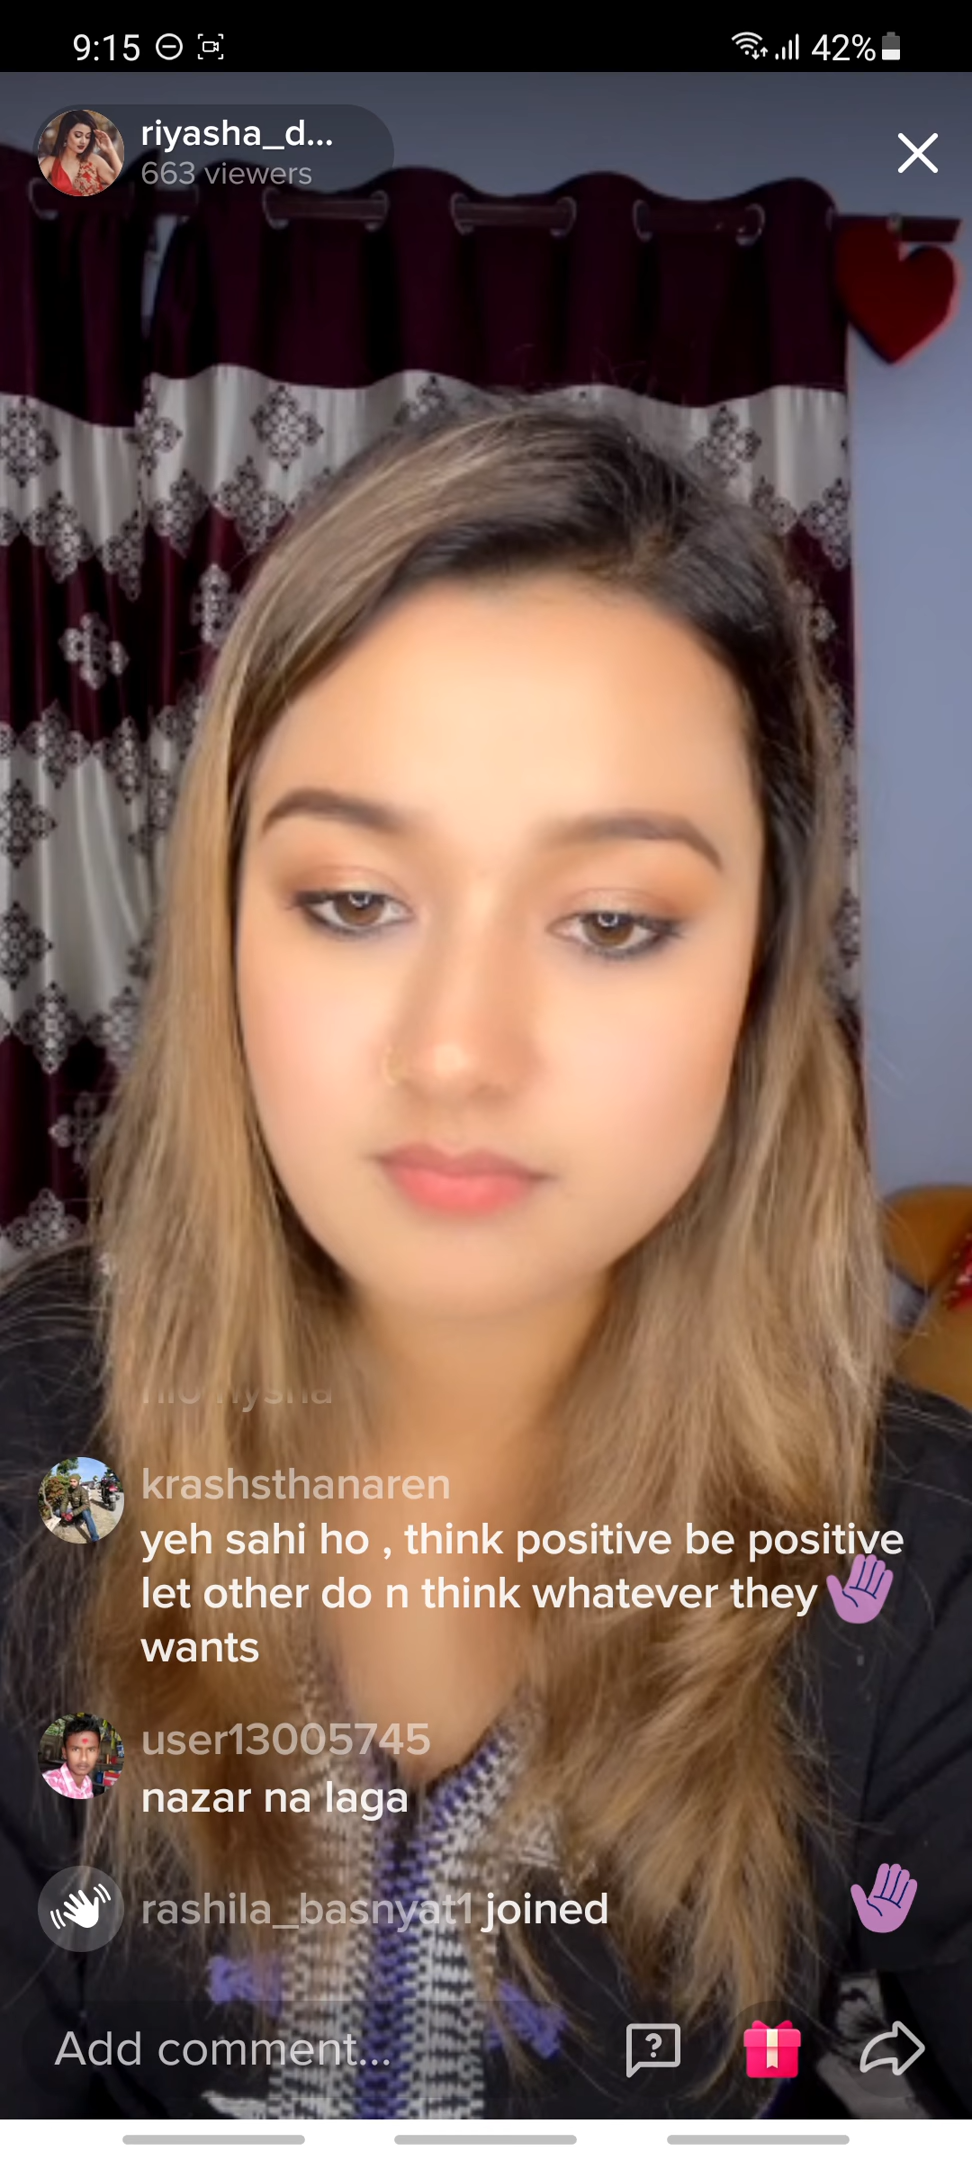 9:15
42%
riyasha_d...
663 viewers
krashsthanaren
yeh sahi ho , think positive be positive
let other do n think whatever they
wants
user13005745
nazar na laga
rashila_basnyat1 joined
Add comment...
?